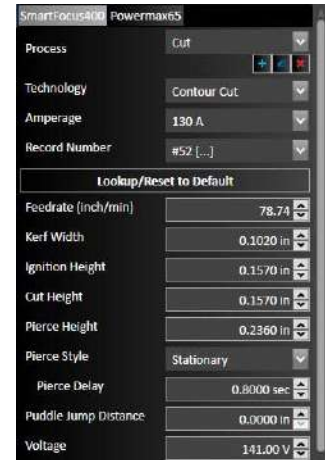 SmartFocus400 Powermax65
Process Cut
Technology Contour Cut
Amperage 130 A
Record Number #52 [...]
Lookup/Reset to Default
Feedrate (inch/min) 78.74
Kerf Width 0.1020 in
Ignition Height 0.1570 in
Cut Height 0.1570 in
Pierce Height 0.2360 in
Pierce Style Stationary
Pierce Delay 0.8000 sec
Puddle Jump Distance 0.0000 in
Voltage 141.00 V